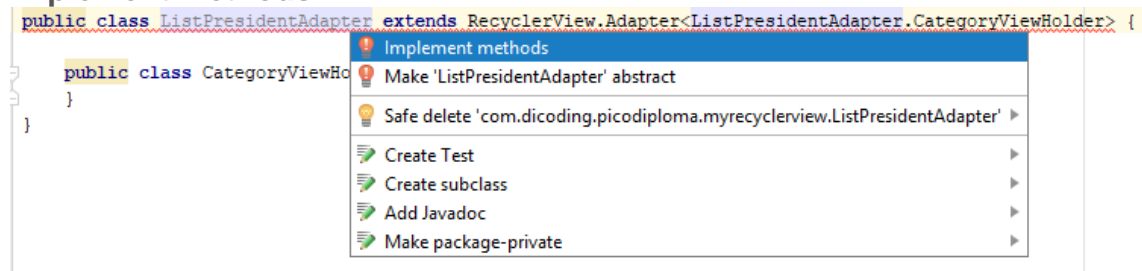 public class ListPresidentAdapter extends RecyclerView.Adapter<ListPresidentAdapter.CategoryViewHolder> {
Implement methods
public class CategoryViewHo
Make 'ListPresidentAdapter' abstract
}
Safe delete 'com.dicoding.picodiploma.myrecyclerview.ListPresidentAdapter'
}
Create Test
Create subclass
Add Javadoc
Make package-private